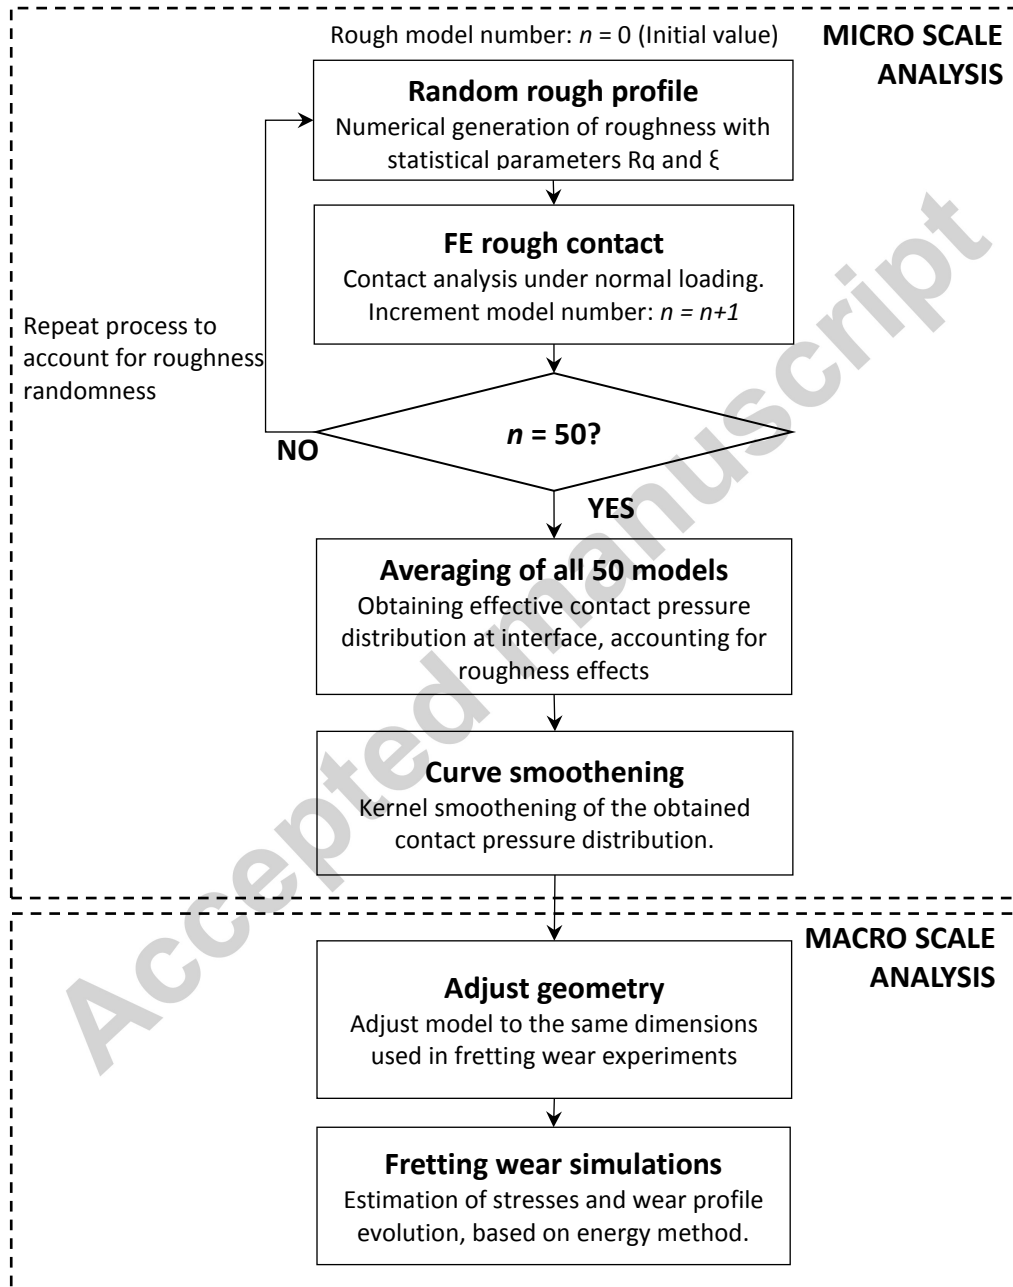 Rough model number: n = 0 (Initial value)
MICRO SCALE
ANALYSIS
Random rough profile
Numerical generation of roughness with
statistical parameters Rq and ξ
FE rough contact
Contact analysis under normal loading.
Increment model number: n = n+1
Repeat process to
account for roughness
randomness
n = 50?
NO
YES
Averaging of all 50 models
Obtaining effective contact pressure
distribution at interface, accounting for
roughness effects
Curve smoothening
Kernel smoothening of the obtained
contact pressure distribution.
MACRO SCALE
ANALYSIS
Adjust geometry
Adjust model to the same dimensions
used in fretting wear experiments
Fretting wear simulations
Estimation of stresses and wear profile
evolution, based on energy method.
Accepted manuscript